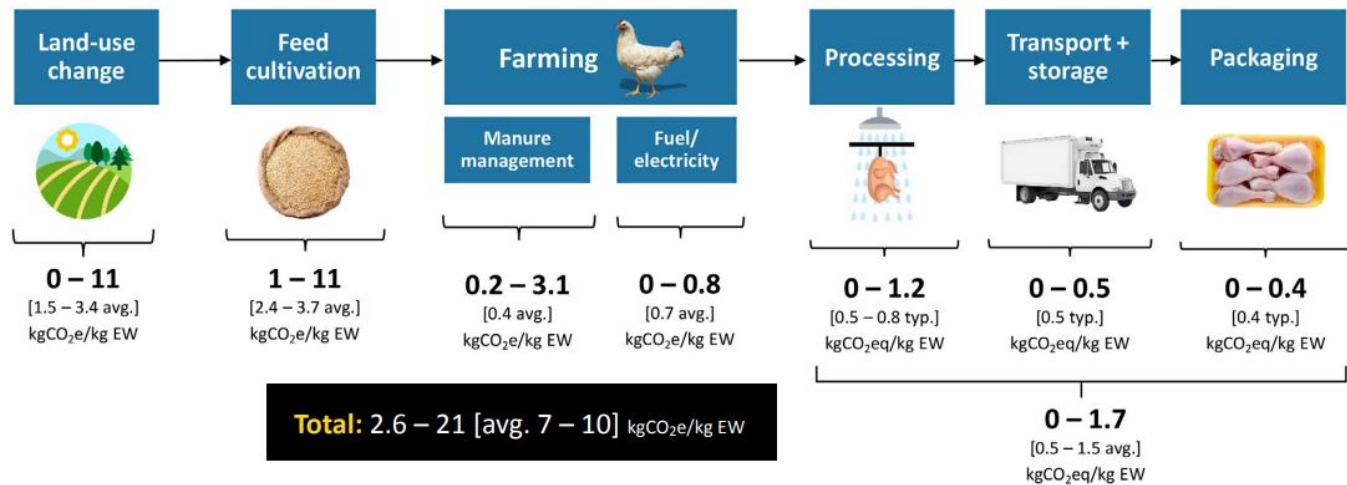 Land-use
change
Feed
cultivation
Farming
Processing
Transport +
storage
Packaging
Manure
management
Fuel/
electricity
0 – 11
[1.5 – 3.4 avg.]
kgCO₂e/kg EW
1 – 11
[2.4 – 3.7 avg.]
kgCO₂e/kg EW
0.2 – 3.1
[0.4 avg.]
kgCO₂e/kg EW
0 – 0.8
[0.7 avg.]
kgCO₂e/kg EW
0 – 1.2
[0.5 – 0.8 typ.]
kgCO₂eq/kg EW
0 – 0.5
[0.5 typ.]
kgCO₂eq/kg EW
0 – 0.4
[0.4 typ.]
kgCO₂eq/kg EW
Total: 2.6 – 21 [avg. 7 – 10] kgCO₂e/kg EW
0 – 1.7
[0.5 – 1.5 avg.]
kgCO₂eq/kg EW